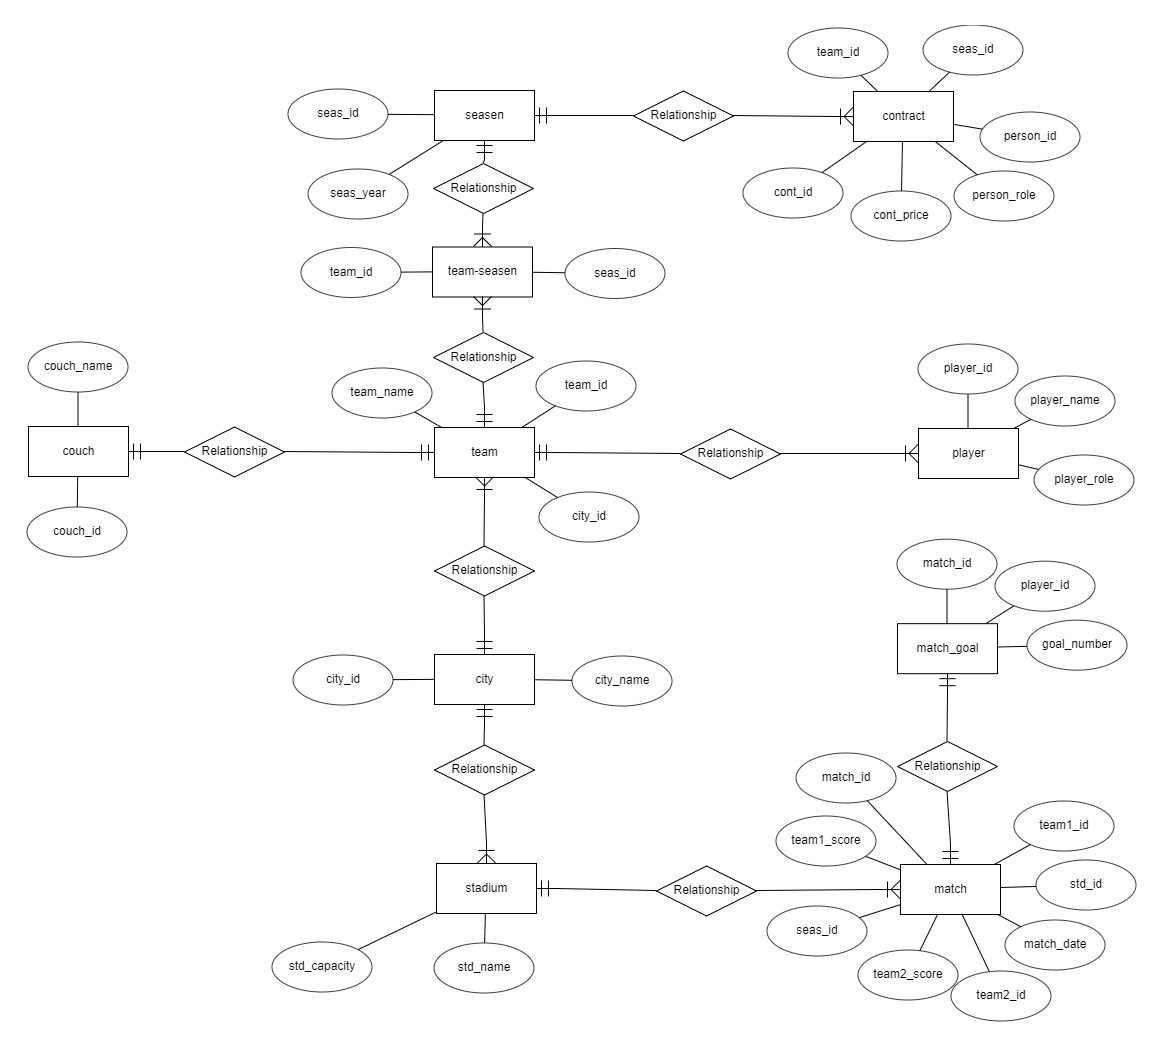 team_id
seas_id
seas_id
seasen
Relationship
contract
person_id
seas_year
Relationship
cont_id
cont_price
person_role
team_id
team-seasen
seas_id
Relationship
couch_name
team_name
team_id
player_id
player_name
couch
Relationship
team
Relationship
player
player_role
couch_id
city_id
Relationship
match_id
player_id
match_goal
goal_number
city_id
city
city_name
Relationship
Relationship
match_id
team1_score
team1_id
stadium
Relationship
match
std_id
seas_id
match_date
std_capacity
std_name
team2_score
team2_id